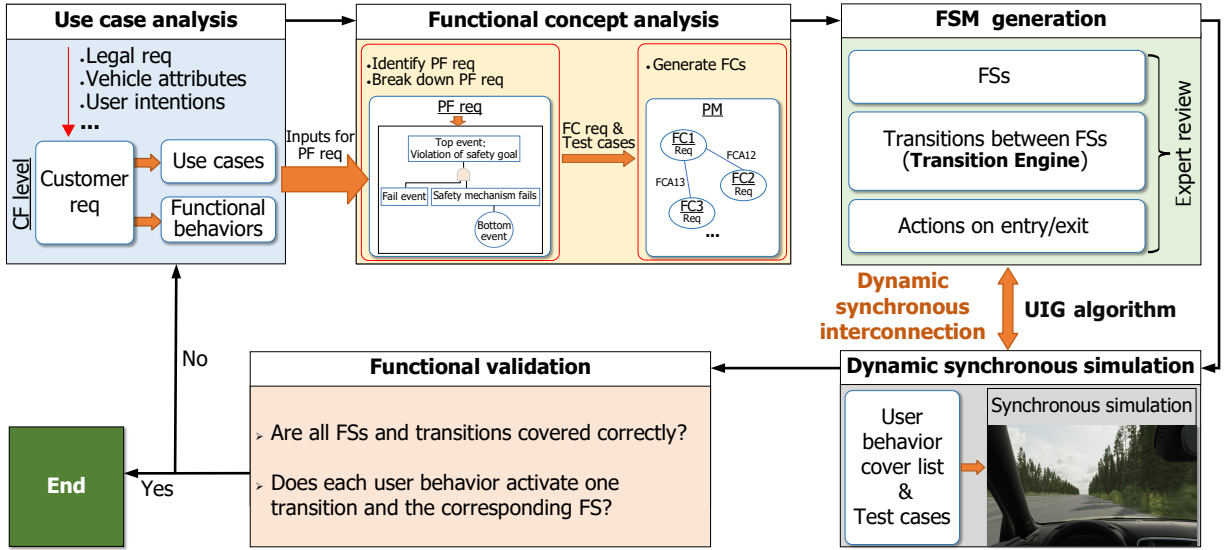 Use case analysis
.Legal req
.Vehicle attributes
.User intentions
...
CF level
Customer
req
Use cases
Functional
behaviors
Inputs for
PF req
Functional concept analysis
.Identify PF req
.Break down PF req
PF req
Top event:
Violation of safety goal
Fail event
Safety mechanism fails
Bottom
event
FC req &
Test cases
.Generate FCs
PM
FC1
Req
FCA12
FC2
Req
FCA13
FC3
Req
...
FSM generation
FSs
Transitions between FSs
(Transition Engine)
Actions on entry/exit
Expert review
Dynamic
synchronous
interconnection
UIG algorithm
Dynamic synchronous simulation
User
behavior
cover list
&
Test cases
Synchronous simulation
Functional validation
➢ Are all FSs and transitions covered correctly?
➢ Does each user behavior activate one
transition and the corresponding FS?
No
Yes
End